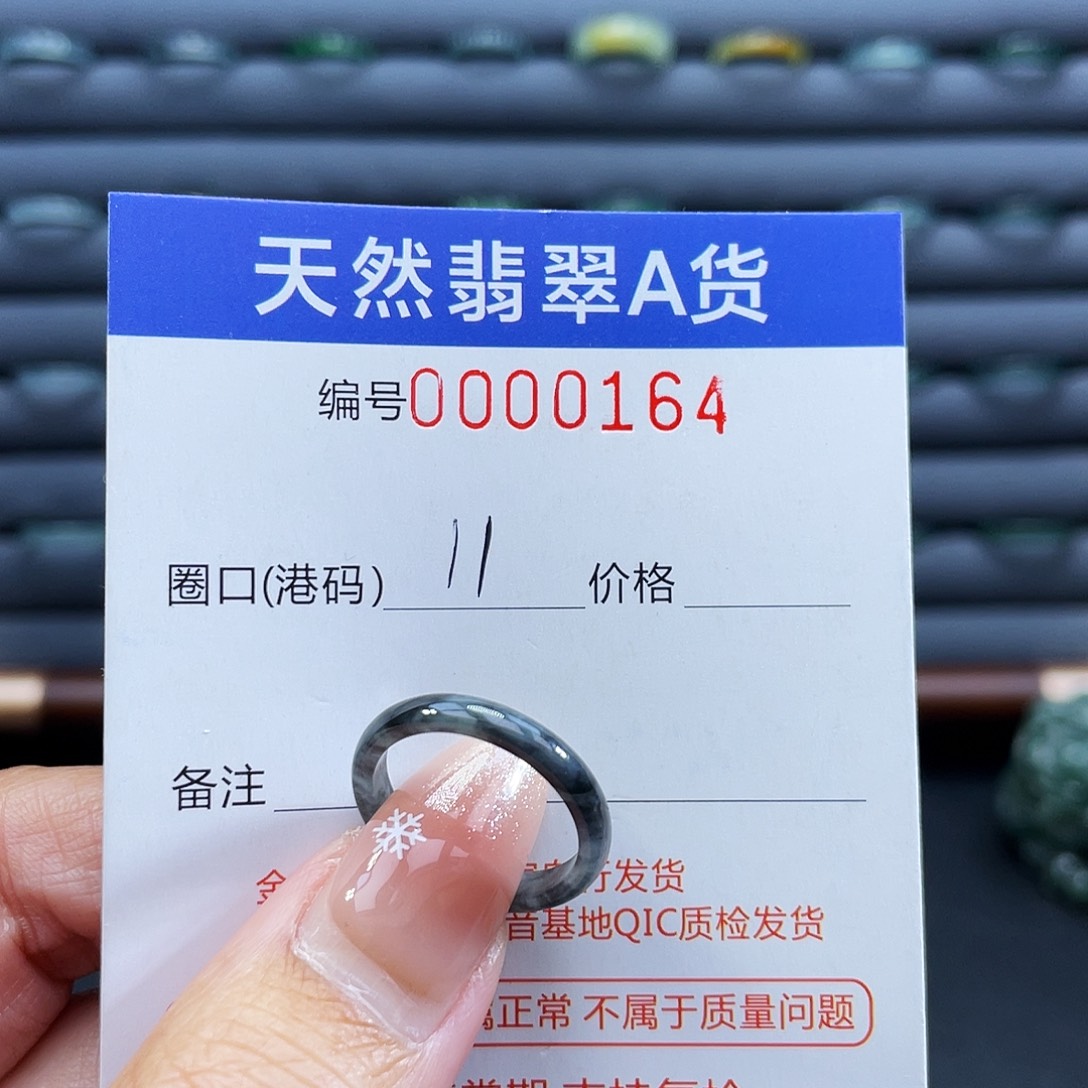 天然翡翠A货
编号0000164
圈口(港码) 11 价格
备注
行发货
音基地QIC质检发货
正常 不属于质量问题